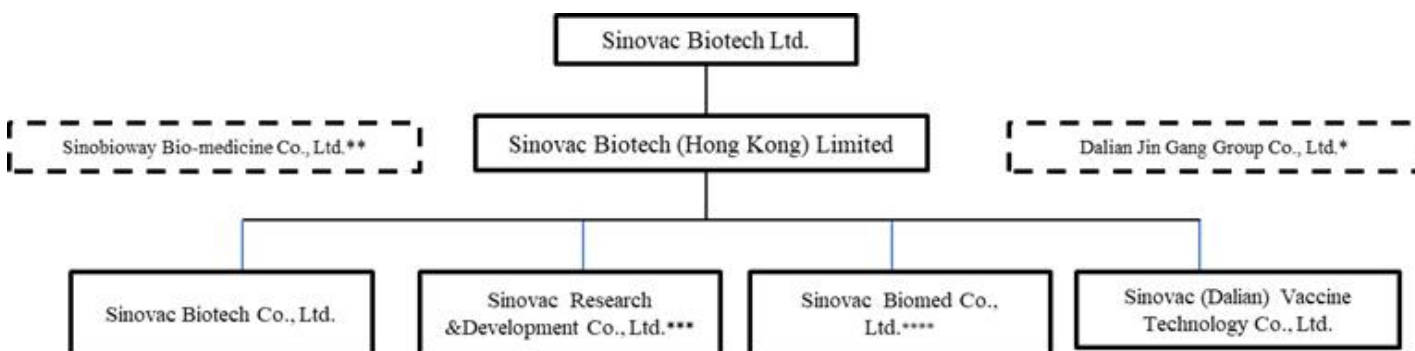 Sinovac Biotech Ltd.
Sinobioway Bio-medicine Co., Ltd.**
Sinovac Biotech (Hong Kong) Limited
Dalian Jin Gang Group Co., Ltd.*
Sinovac Biotech Co., Ltd.
Sinovac Research
&Development Co., Ltd.***
Sinovac Biomed Co.,
Ltd.****
Sinovac (Dalian) Vaccine
Technology Co., Ltd.